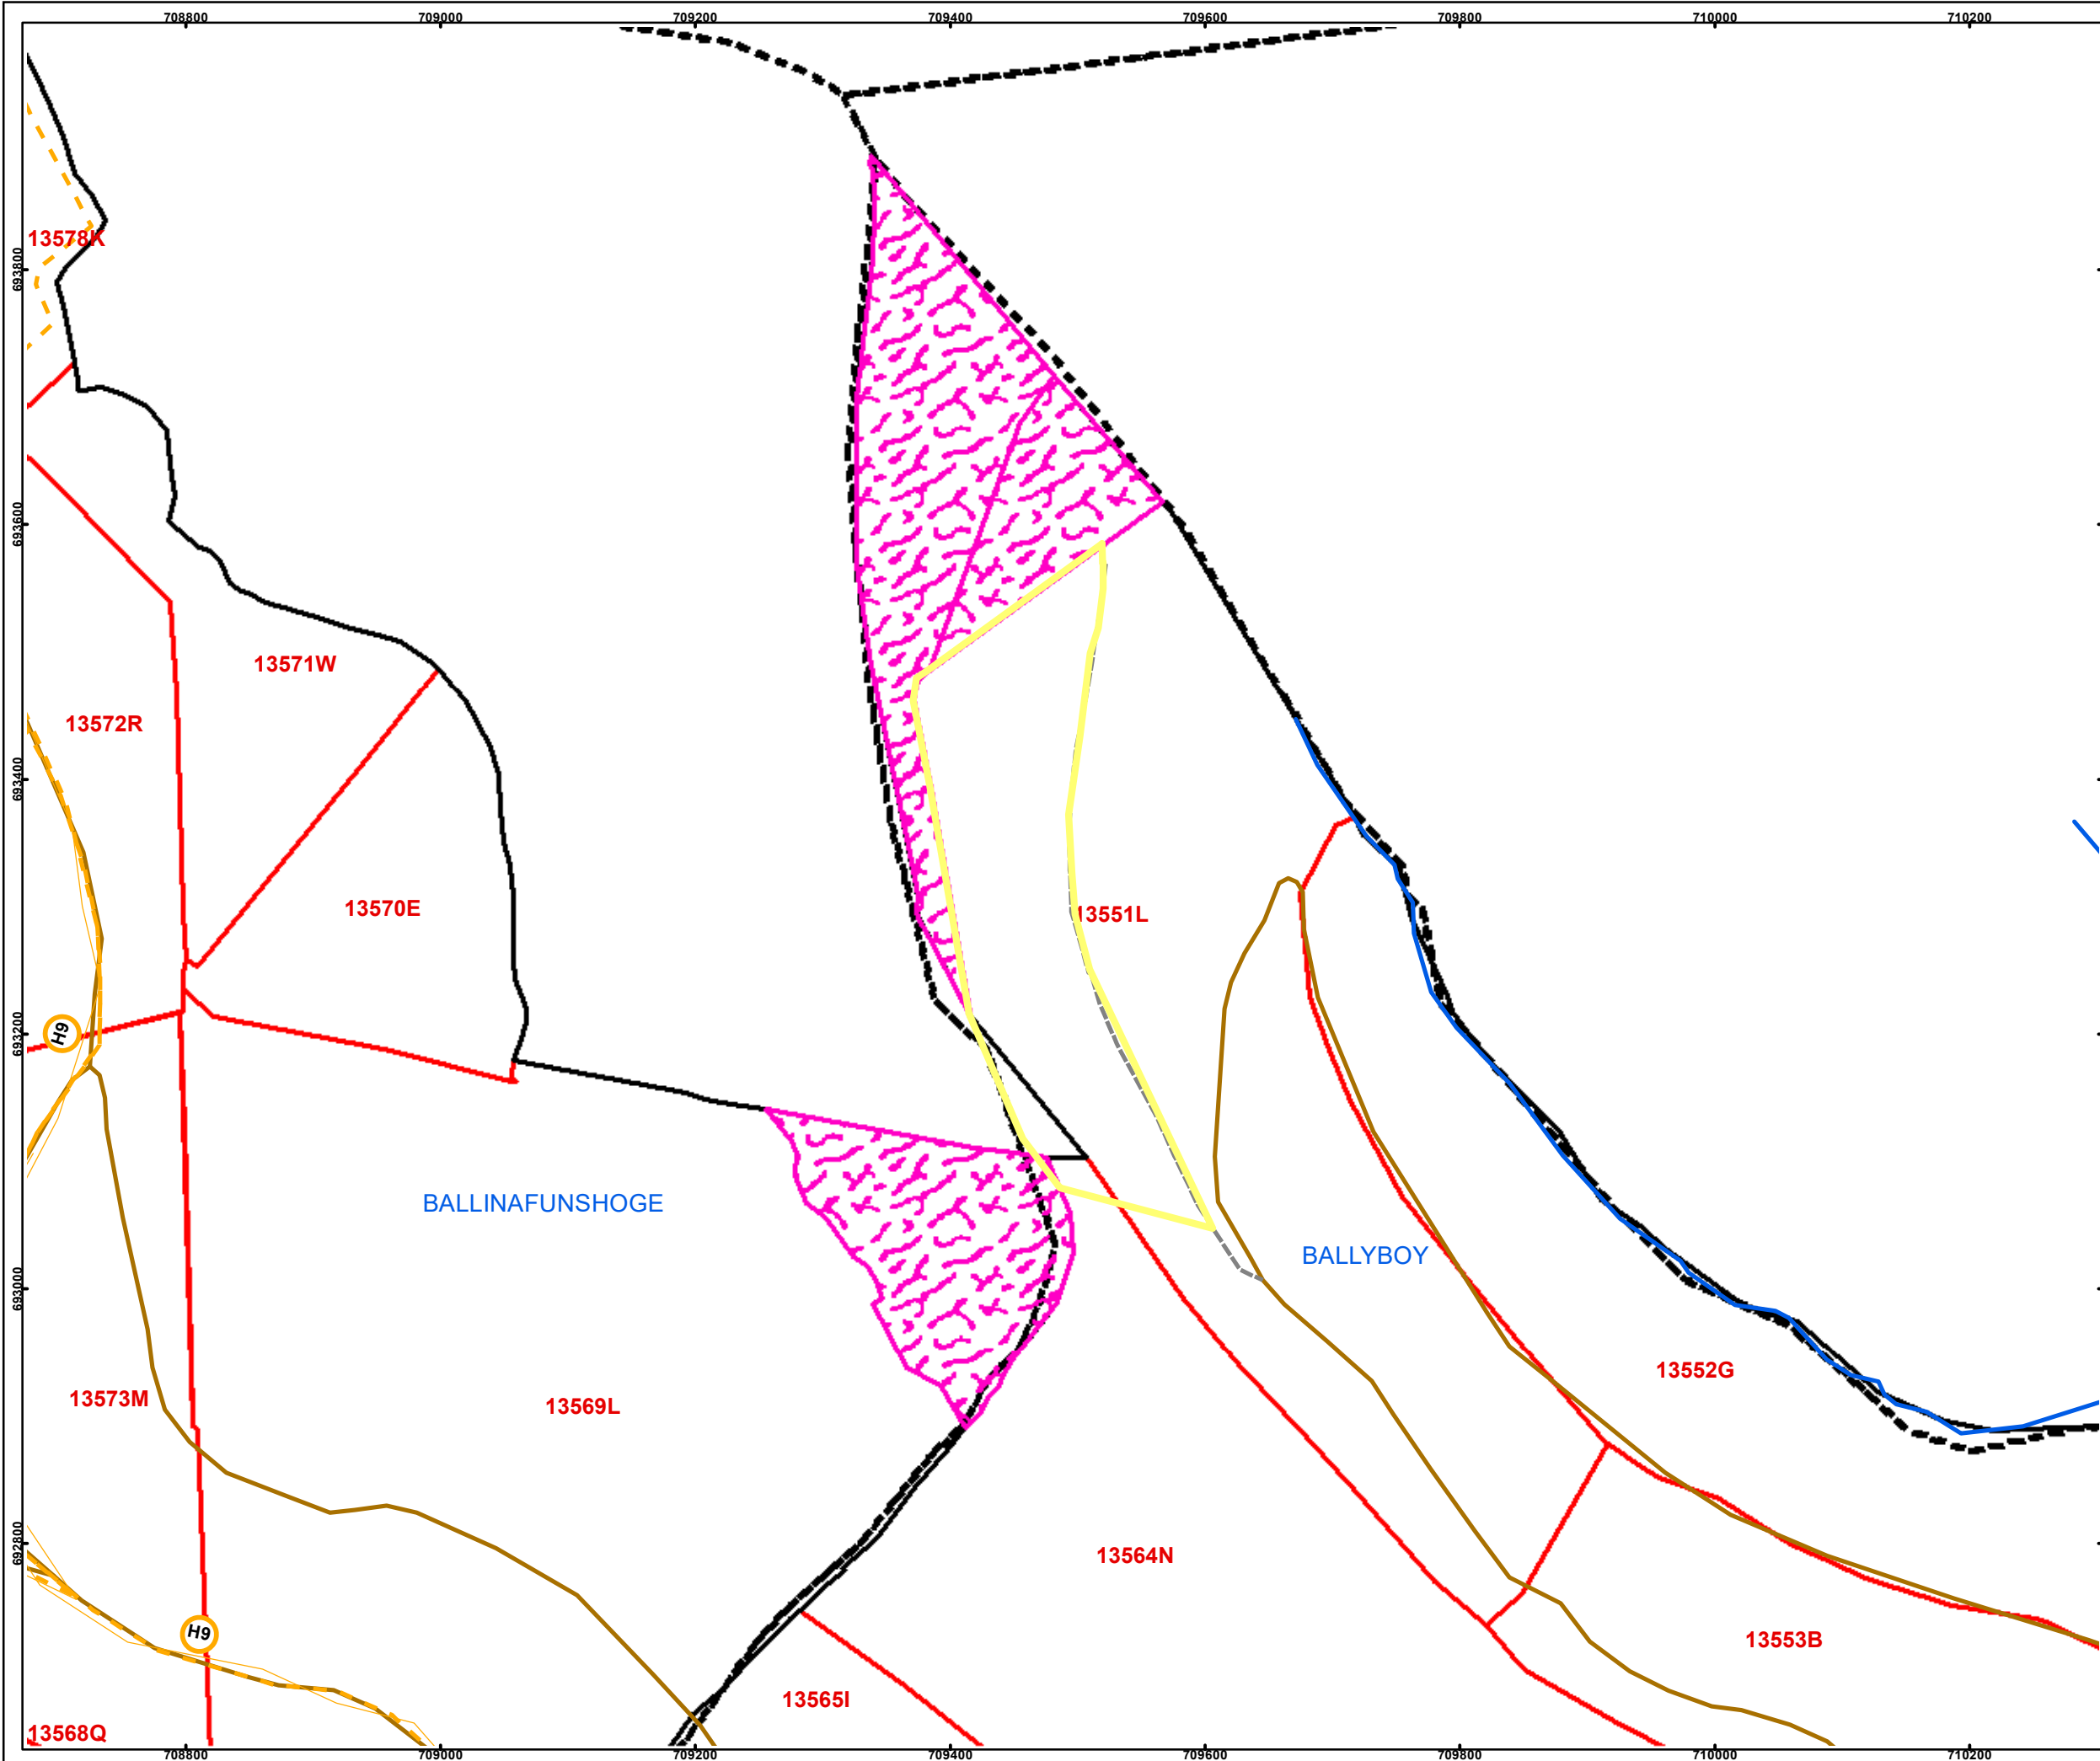 708800 709000 709200 709400 709600 709800 710000 710200
13578K
693800
693600
13571W
13572R
693400
13570E
13551L
H9
693200
BALLINAFUNSHOGE
BALLYBOY
693000
13552G
13573M
13569L
692800
13564N
H9
13553B
13565I
13568Q
708800 709000 709200 709400 709600 709800 710000 710200